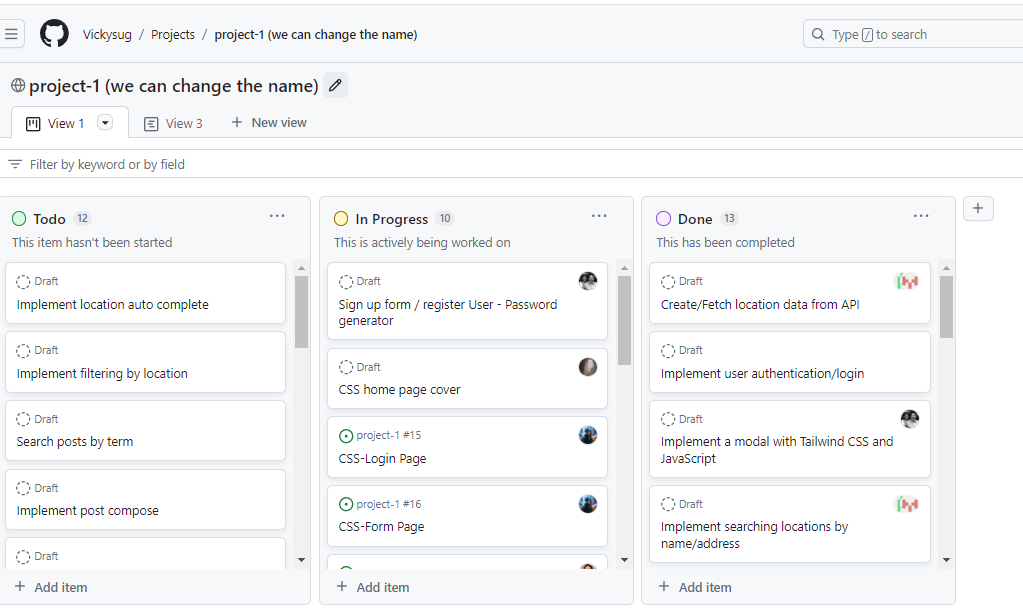 Vickysug / Projects / project-1 (we can change the name)
Type / to search
project-1 (we can change the name)
View 1
View 3
+ New view
Filter by keyword or by field
Todo 12
This item hasn't been started
Draft
Implement location auto complete
Draft
Implement filtering by location
Draft
Search posts by term
Draft
Implement post compose
Draft
+ Add item
In Progress 10
This is actively being worked on
Draft
Sign up form / register User - Password
generator
Draft
CSS home page cover
project-1 #15
CSS-Login Page
project-1 #16
CSS-Form Page
+ Add item
Done 13
This has been completed
Draft
Create/Fetch location data from API
Draft
Implement user authentication/login
Draft
Implement a modal with Tailwind CSS and
JavaScript
Draft
Implement searching locations by
name/address
+ Add item